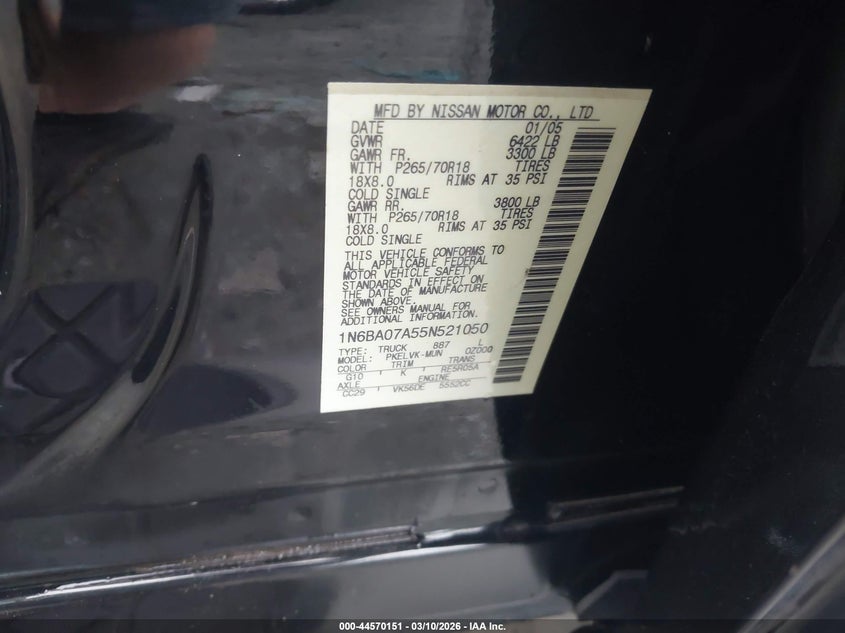 MFD BY NISSAN MOTOR CO., LTD
DATE 01/05
GVWR 6422 LB
GAWR FR. 3300 LB
WITH P265/70R18 TIRES
18X8.0 RIMS AT 35 PSI
COLD SINGLE
GAWR RR. 3800 LB
WITH P265/70R18 TIRES
18X8.0 RIMS AT 35 PSI
COLD SINGLE
THIS VEHICLE CONFORMS TO
ALL APPLICABLE FEDERAL
MOTOR VEHICLE SAFETY
STANDARDS IN EFFECT ON
THE DATE OF MANUFACTURE
SHOWN ABOVE.
SEE OWNERS MANUAL FOR
ADDITIONAL INFORMATION.
1N6BA07A55N521050
TYPE: TRUCK 887 L
MODEL: PKELVK-MUN 0Z000
COLOR TRIM TRANS
G10 K RE5R05A
AXLE ENGINE
CC29 VK56DE 5552CC
000-44570151 — 03/10/2026 — IAA Inc.